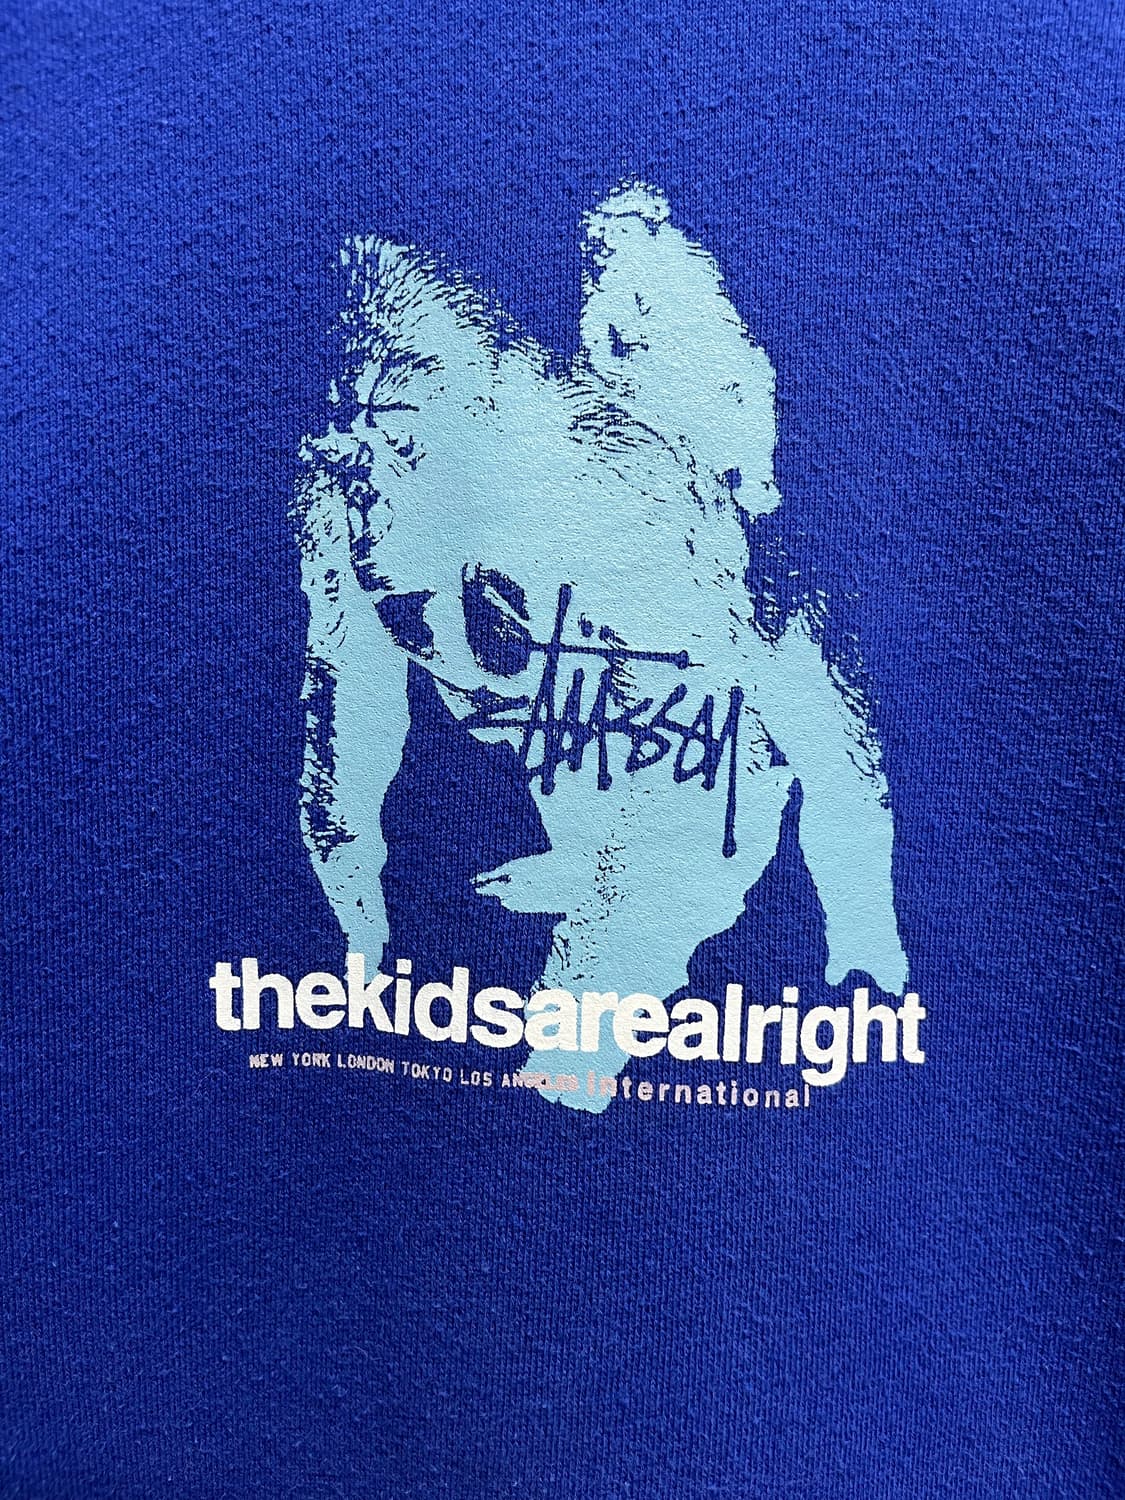 Stüssy
thekidsarealright
NEW YORK LONDON TOKYO LOS ANGELES international